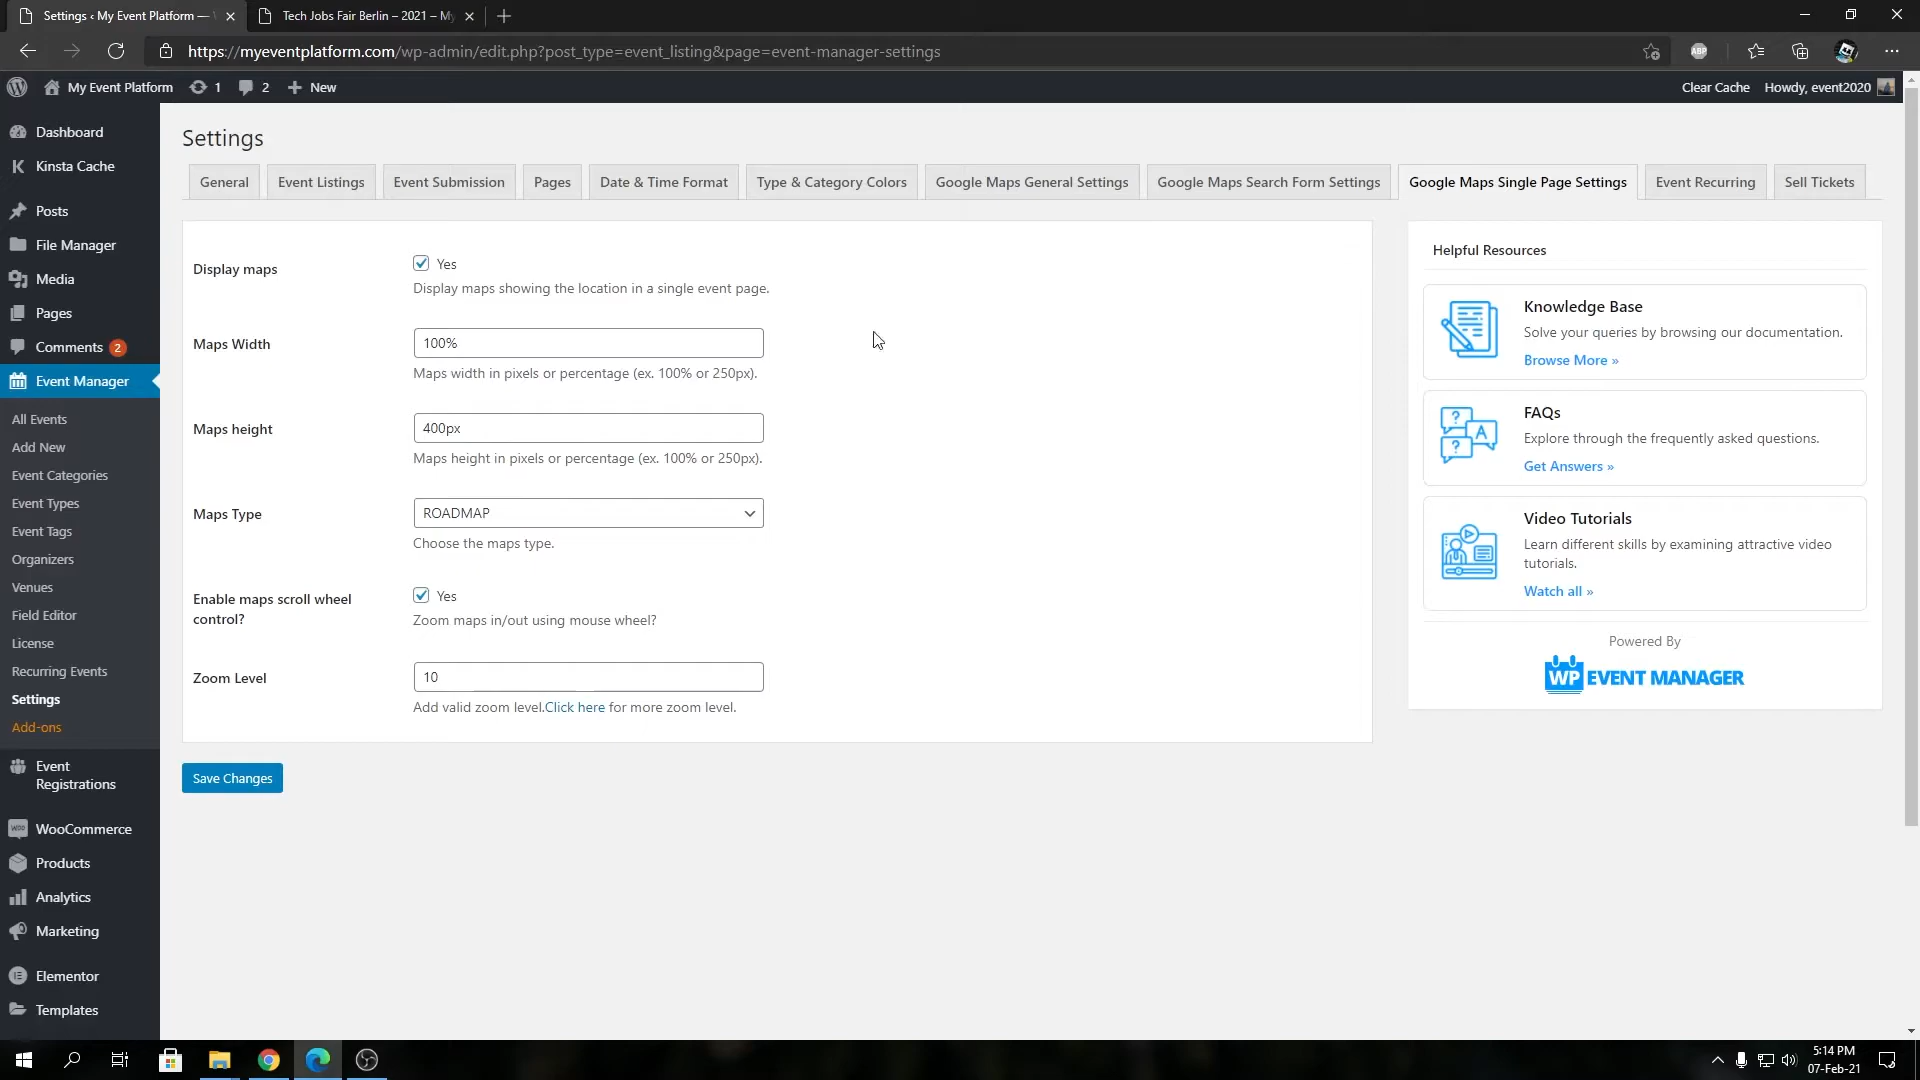 Settings ‹ My Event Platform —
Tech Jobs Fair Berlin – 2021 – My
https://myeventplatform.com/wp-admin/edit.php?post_type=event_listing&page=event-manager-settings
ABP
My Event Platform
1
2
New
Clear Cache
Howdy, event2020
Dashboard
Kinsta Cache
Posts
File Manager
Media
Pages
Comments 2
Event Manager
All Events
Add New
Event Categories
Event Types
Event Tags
Organizers
Venues
Field Editor
License
Recurring Events
Settings
Add-ons
Event
Registrations
WooCommerce
Products
Analytics
Marketing
Elementor
Templates
Settings
General
Event Listings
Event Submission
Pages
Date & Time Format
Type & Category Colors
Google Maps General Settings
Google Maps Search Form Settings
Google Maps Single Page Settings
Event Recurring
Sell Tickets
Display maps
Yes
Display maps showing the location in a single event page.
Maps Width
100%
Maps width in pixels or percentage (ex. 100% or 250px).
Maps height
400px
Maps height in pixels or percentage (ex. 100% or 250px).
Maps Type
ROADMAP
Choose the maps type.
Enable maps scroll wheel
control?
Yes
Zoom maps in/out using mouse wheel?
Zoom Level
10
Add valid zoom level.Click here for more zoom level.
Save Changes
Helpful Resources
Knowledge Base
Solve your queries by browsing our documentation.
Browse More »
FAQs
Explore through the frequently asked questions.
Get Answers »
Video Tutorials
Learn different skills by examining attractive video
tutorials.
Watch all »
Powered By
WP EVENT MANAGER
5:14 PM
07-Feb-21